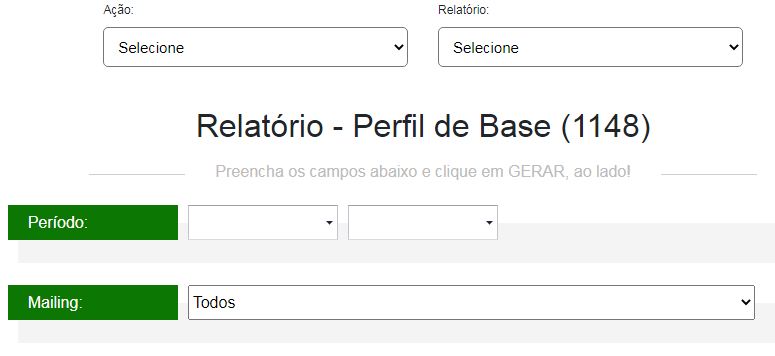 Ação: Relatório:
Selecione Selecione
Relatório - Perfil de Base (1148)
Preencha os campos abaixo e clique em GERAR, ao lado!
Período:
Mailing: Todos